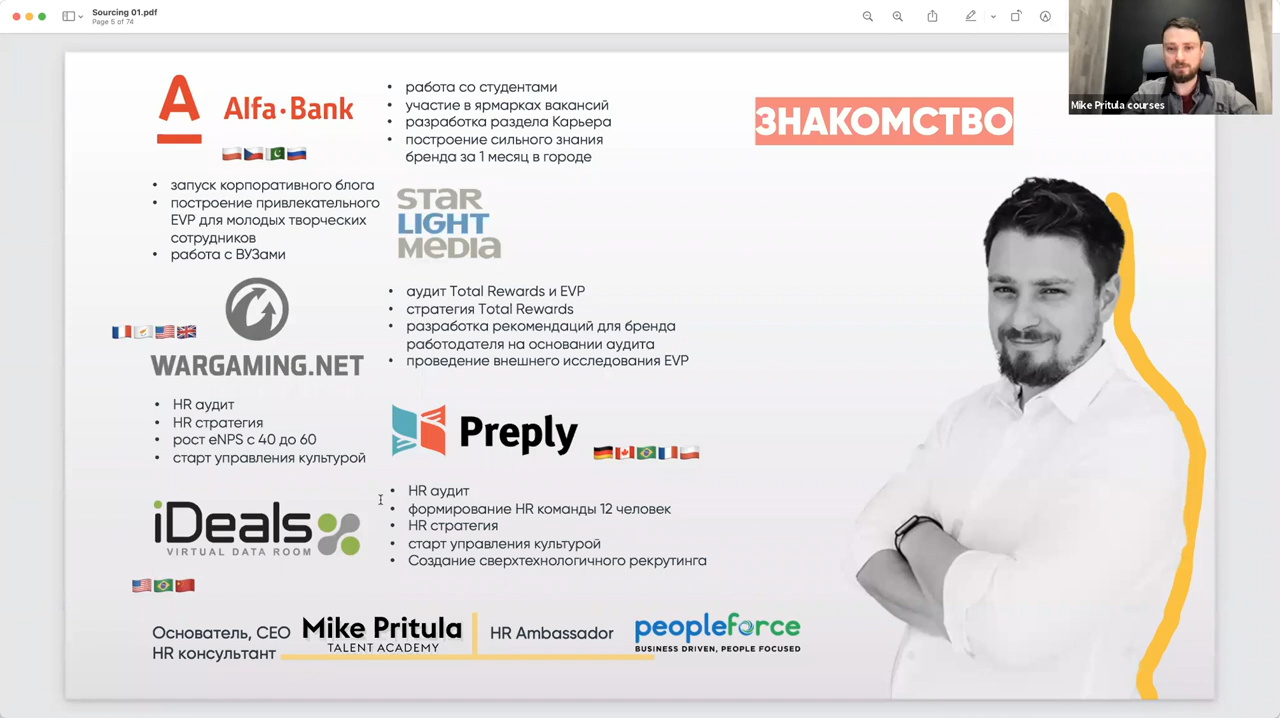 Sourcing 01.pdf
Page 5 of 74
Mike Pritula courses
ЗНАКОМСТВО
Alfa·Bank
• работа со студентами
• участие в ярмарках вакансий
• разработка раздела Карьера
• построение сильного знания
бренда за 1 месяц в городе
• запуск корпоративного блога
• построение привлекательного
EVP для молодых творческих
сотрудников
• работа с ВУЗами
STAR
LIGHT
MEDIA
WARGAMING.NET
• аудит Total Rewards и EVP
• стратегия Total Rewards
• разработка рекомендаций для бренда
работодателя на основании аудита
• проведение внешнего исследования EVP
• HR аудит
• HR стратегия
• рост eNPS с 40 до 60
• старт управления культурой
Preply
iDeals
VIRTUAL DATA ROOM
• HR аудит
• формирование HR команды 12 человек
• HR стратегия
• старт управления культурой
• Создание сверхтехнологичного рекрутинга
Основатель, CEO
HR консультант
Mike Pritula
TALENT ACADEMY
HR Ambassador
peopleforce
BUSINESS DRIVEN, PEOPLE FOCUSED